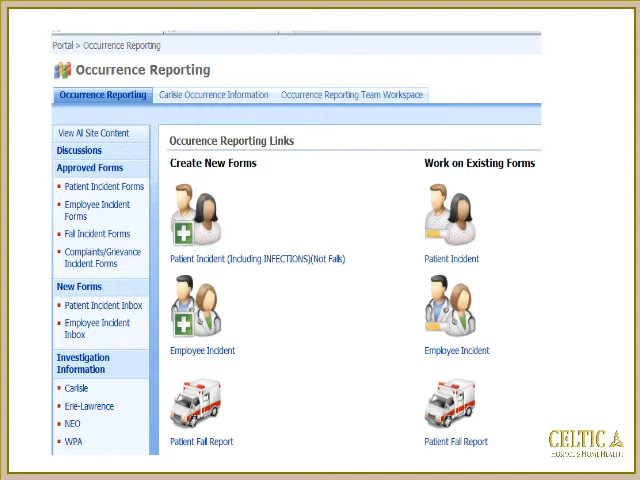 Portal > Occurrence Reporting
Occurrence Reporting
Occurrence Reporting Carlisle Occurrence Information Occurrence Reporting Team Workspace
View All Site Content
Discussions
Approved Forms
Patient Incident Forms
Employee Incident
Forms
Fall Incident Forms
Complaints/Grievance
Incident Forms
New Forms
Patient Incident Inbox
Employee Incident
Inbox
Investigation
Information
Carlisle
Erie-Lawrence
NEO
WPA
Occurence Reporting Links
Create New Forms
Work on Existing Forms
Patient Incident (Including INFECTIONS)(Not Falls)
Patient Incident
Employee Incident
Employee Incident
Patient Fall Report
Patient Fall Report
CELTIC
HOSPICE & HOME HEALTH